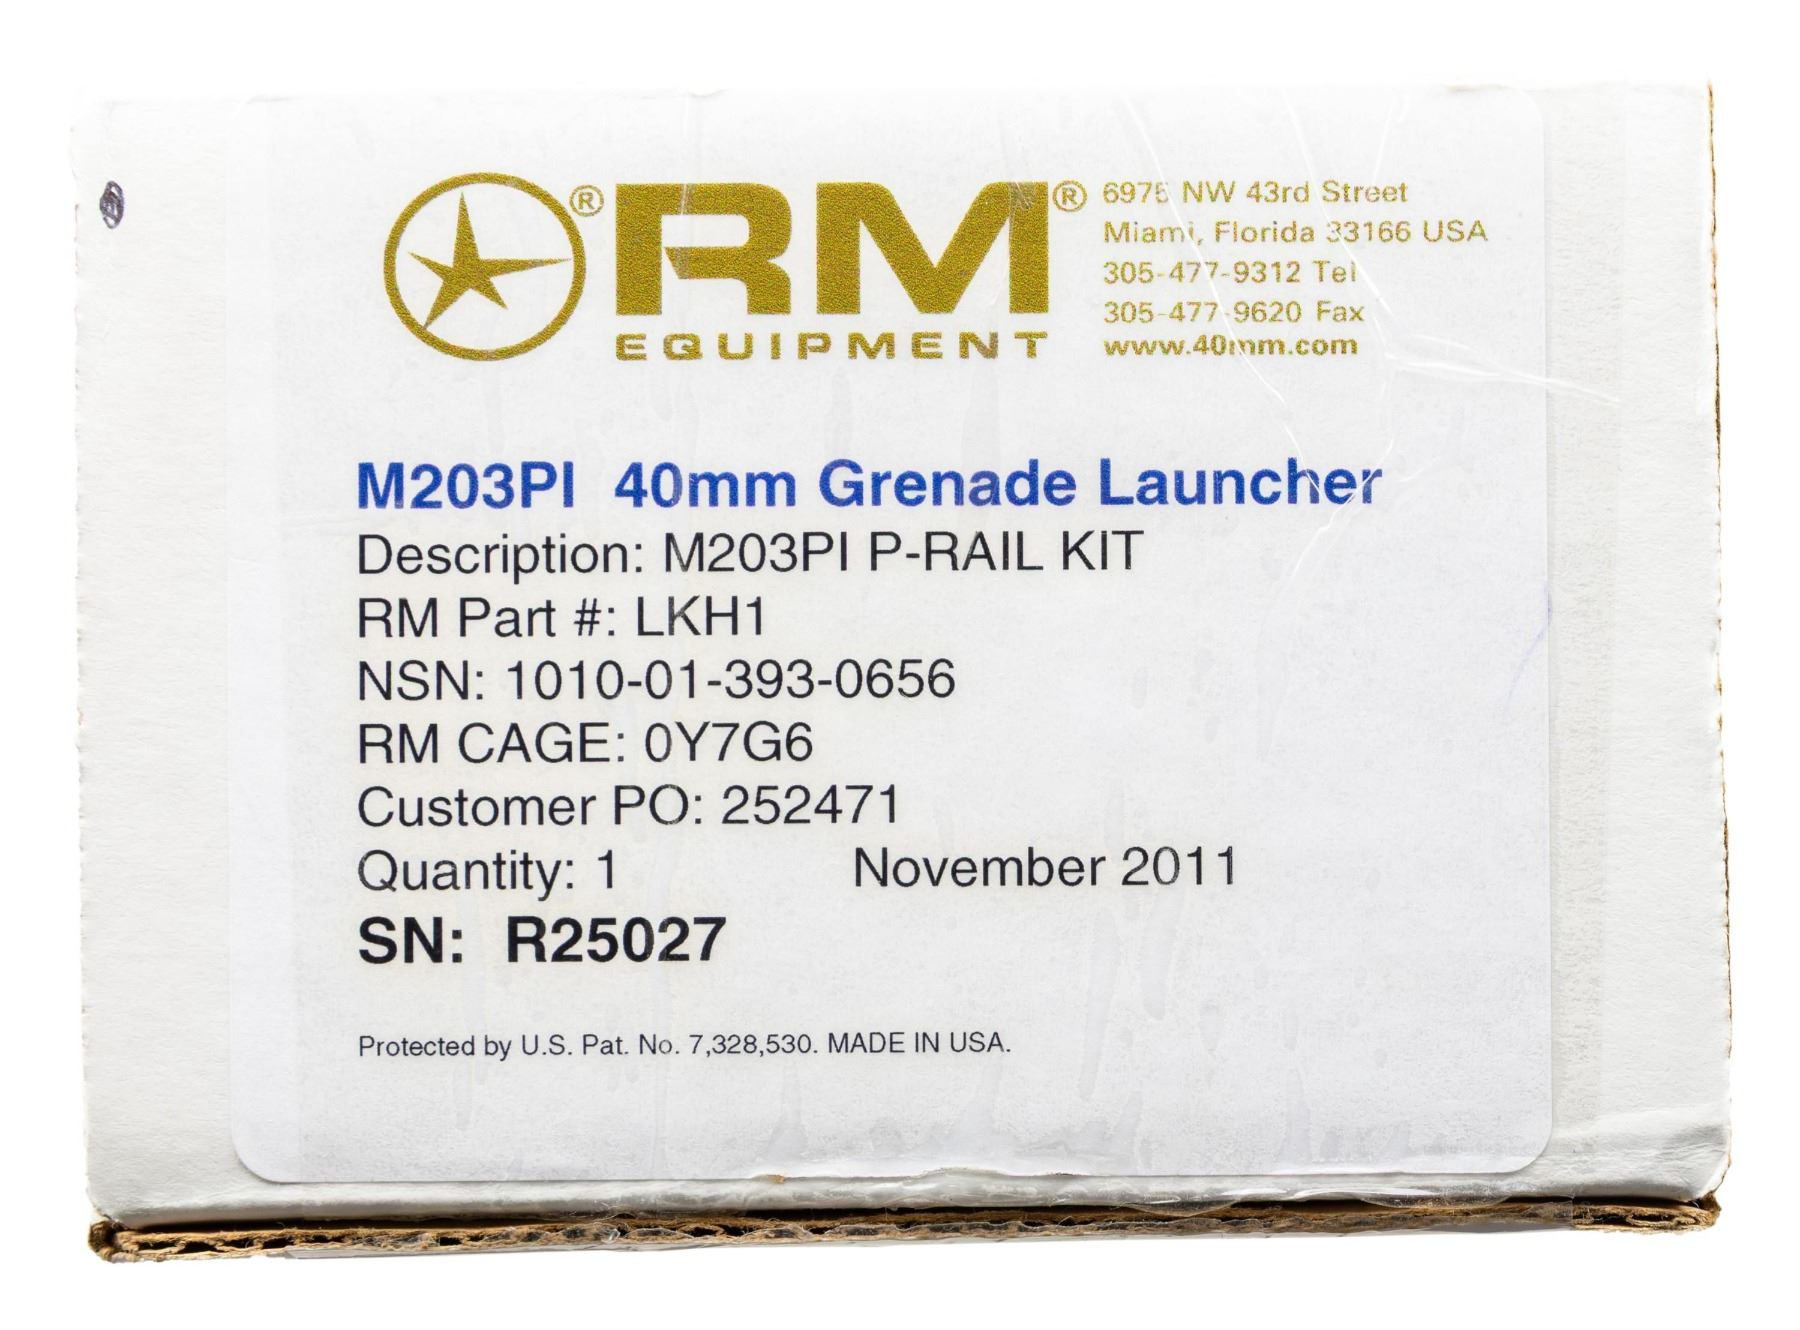 ® RM ® 6975 NW 43rd Street
EQUIPMENT
Miami, Florida 33166 USA
305-477-9312 Tel
305-477-9620 Fax
www.40mm.com
M203PI 40mm Grenade Launcher
Description: M203PI P-RAIL KIT
RM Part #: LKH1
NSN: 1010-01-393-0656
RM CAGE: 0Y7G6
Customer PO: 252471
Quantity: 1 November 2011
SN: R25027
Protected by U.S. Pat. No. 7,328,530. MADE IN USA.